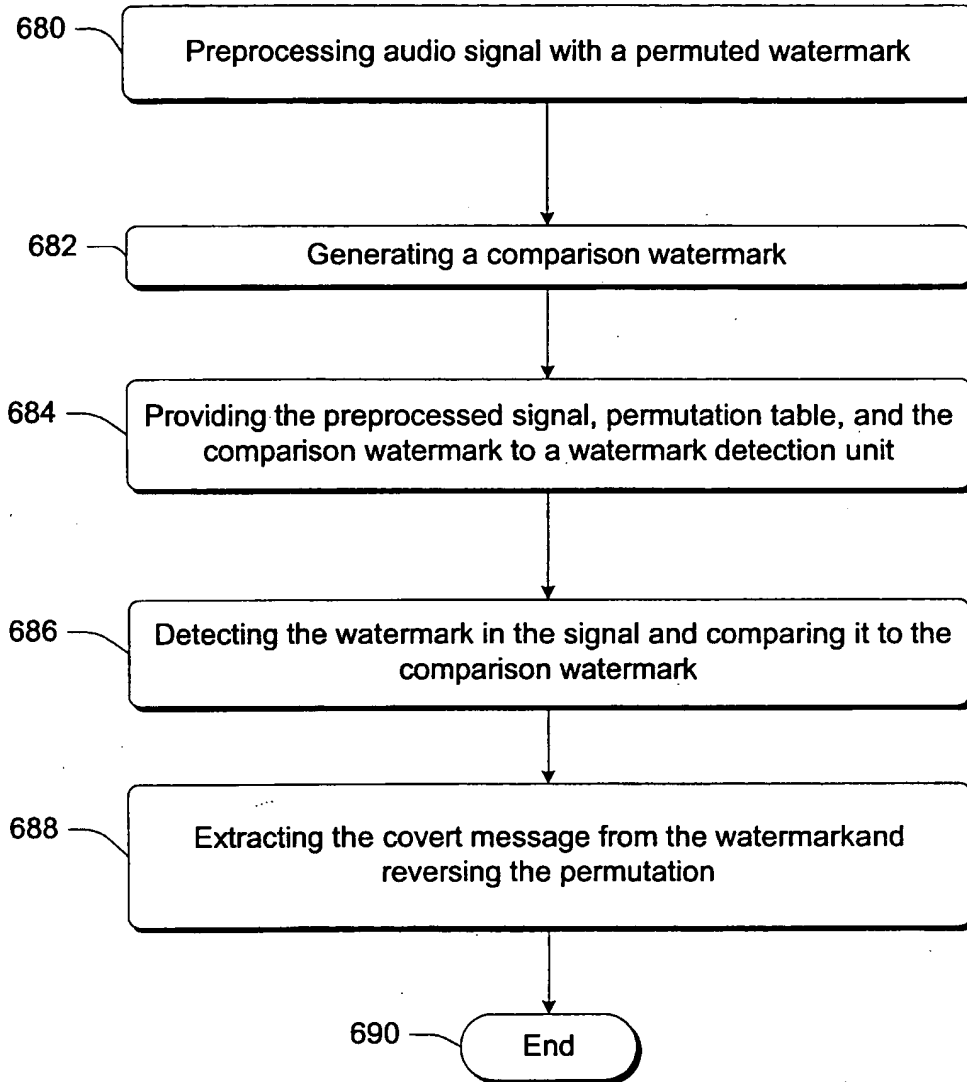 680
Preprocessing audio signal with a permuted watermark
682
Generating a comparison watermark
684
Providing the preprocessed signal, permutation table, and the
comparison watermark to a watermark detection unit
686
Detecting the watermark in the signal and comparing it to the
comparison watermark
688
Extracting the covert message from the watermarkand
reversing the permutation
690
End